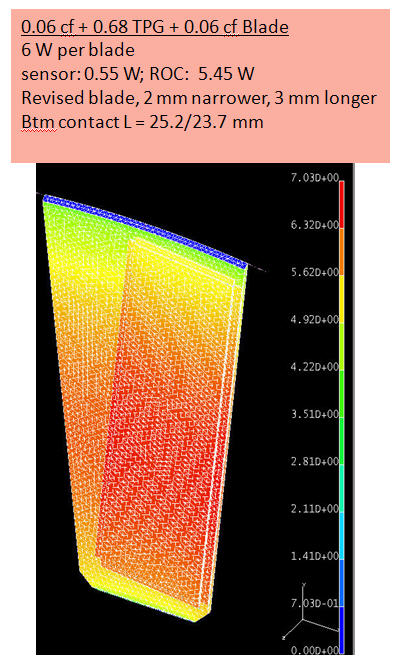 0.06 cf + 0.68 TPG + 0.06 cf Blade
6 W per blade
sensor: 0.55 W; ROC: 5.45 W
Revised blade, 2 mm narrower, 3 mm longer
Btm contact L = 25.2/23.7 mm
7.03D+00
6.32D+00
5.62D+00
4.92D+00
4.22D+00
3.51D+00
2.81D+00
2.11D+00
1.41D+00
7.03D-01
0.00D+00
Y
Z